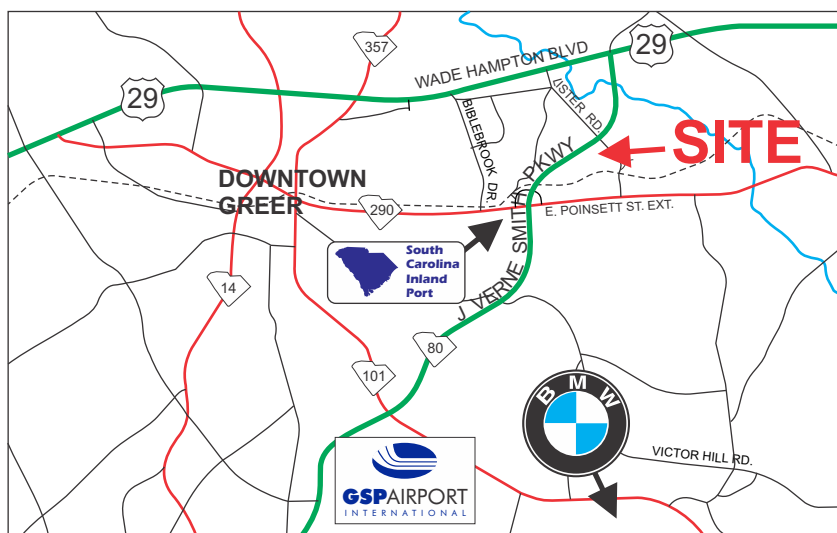 357
29
WADE HAMPTON BLVD
29
LISTER RD.
BIBLEBROOK DR.
SITE
J VERNE SMITH PKWY
DOWNTOWN
GREER
290
E. POINSETT ST. EXT.
South
Carolina
Inland
Port
14
80
101
BMW
VICTOR HILL RD.
GSPAIRPORT
INTERNATIONAL